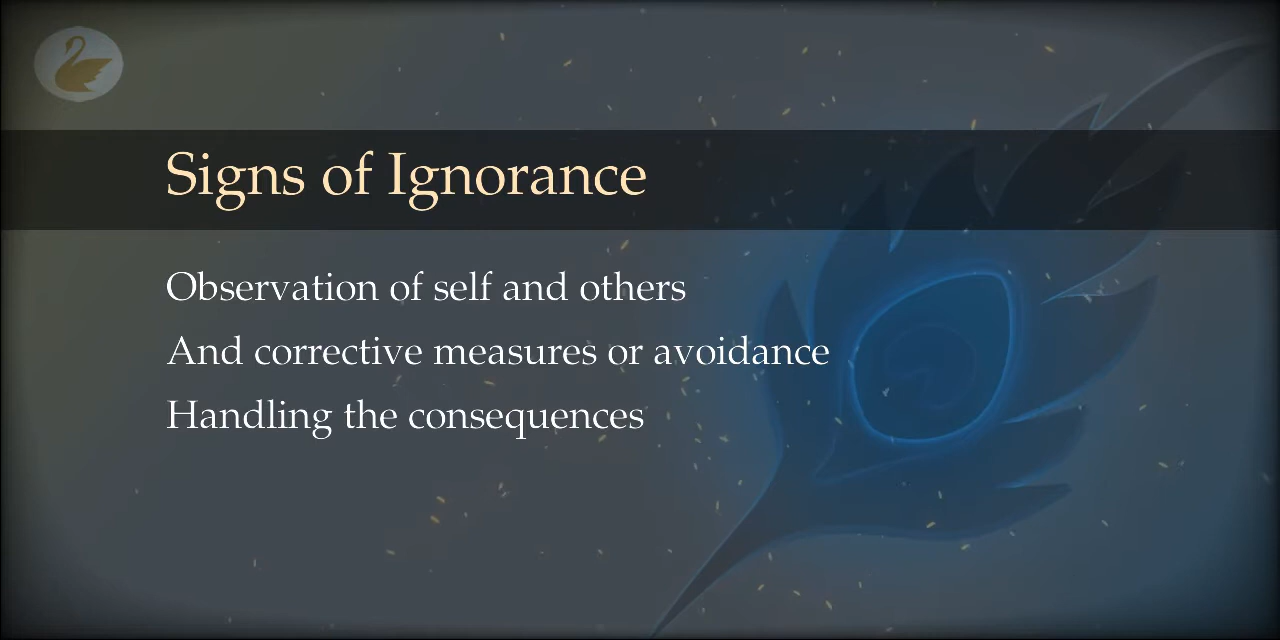 Signs of Ignorance
Observation of self and others
And corrective measures or avoidance
Handling the consequences